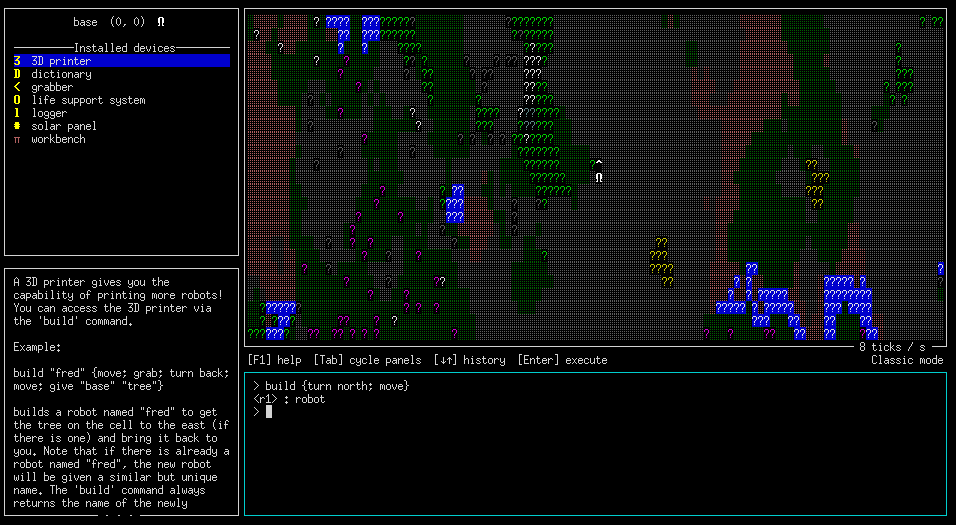 base (0, 0) Ω
Installed devices
3 3D printer
D dictionary
< grabber
O life support system
l logger
# solar panel
π workbench
A 3D printer gives you the
capability of printing more robots!
You can access the 3D printer via
the 'build' command.
Example:
build "fred" {move; grab; turn back;
move; give "base" "tree"}
builds a robot named "fred" to get
the tree on the cell to the east (if
there is one) and bring it back to
you. Note that if there is already a
robot named "fred", the new robot
will be given a similar but unique
name. The 'build' command always
returns the name of the newly
8 ticks / s
[F1] help [Tab] cycle panels [↓↑] history [Enter] execute
Classic mode
> build {turn north; move}
<r1> : robot
>